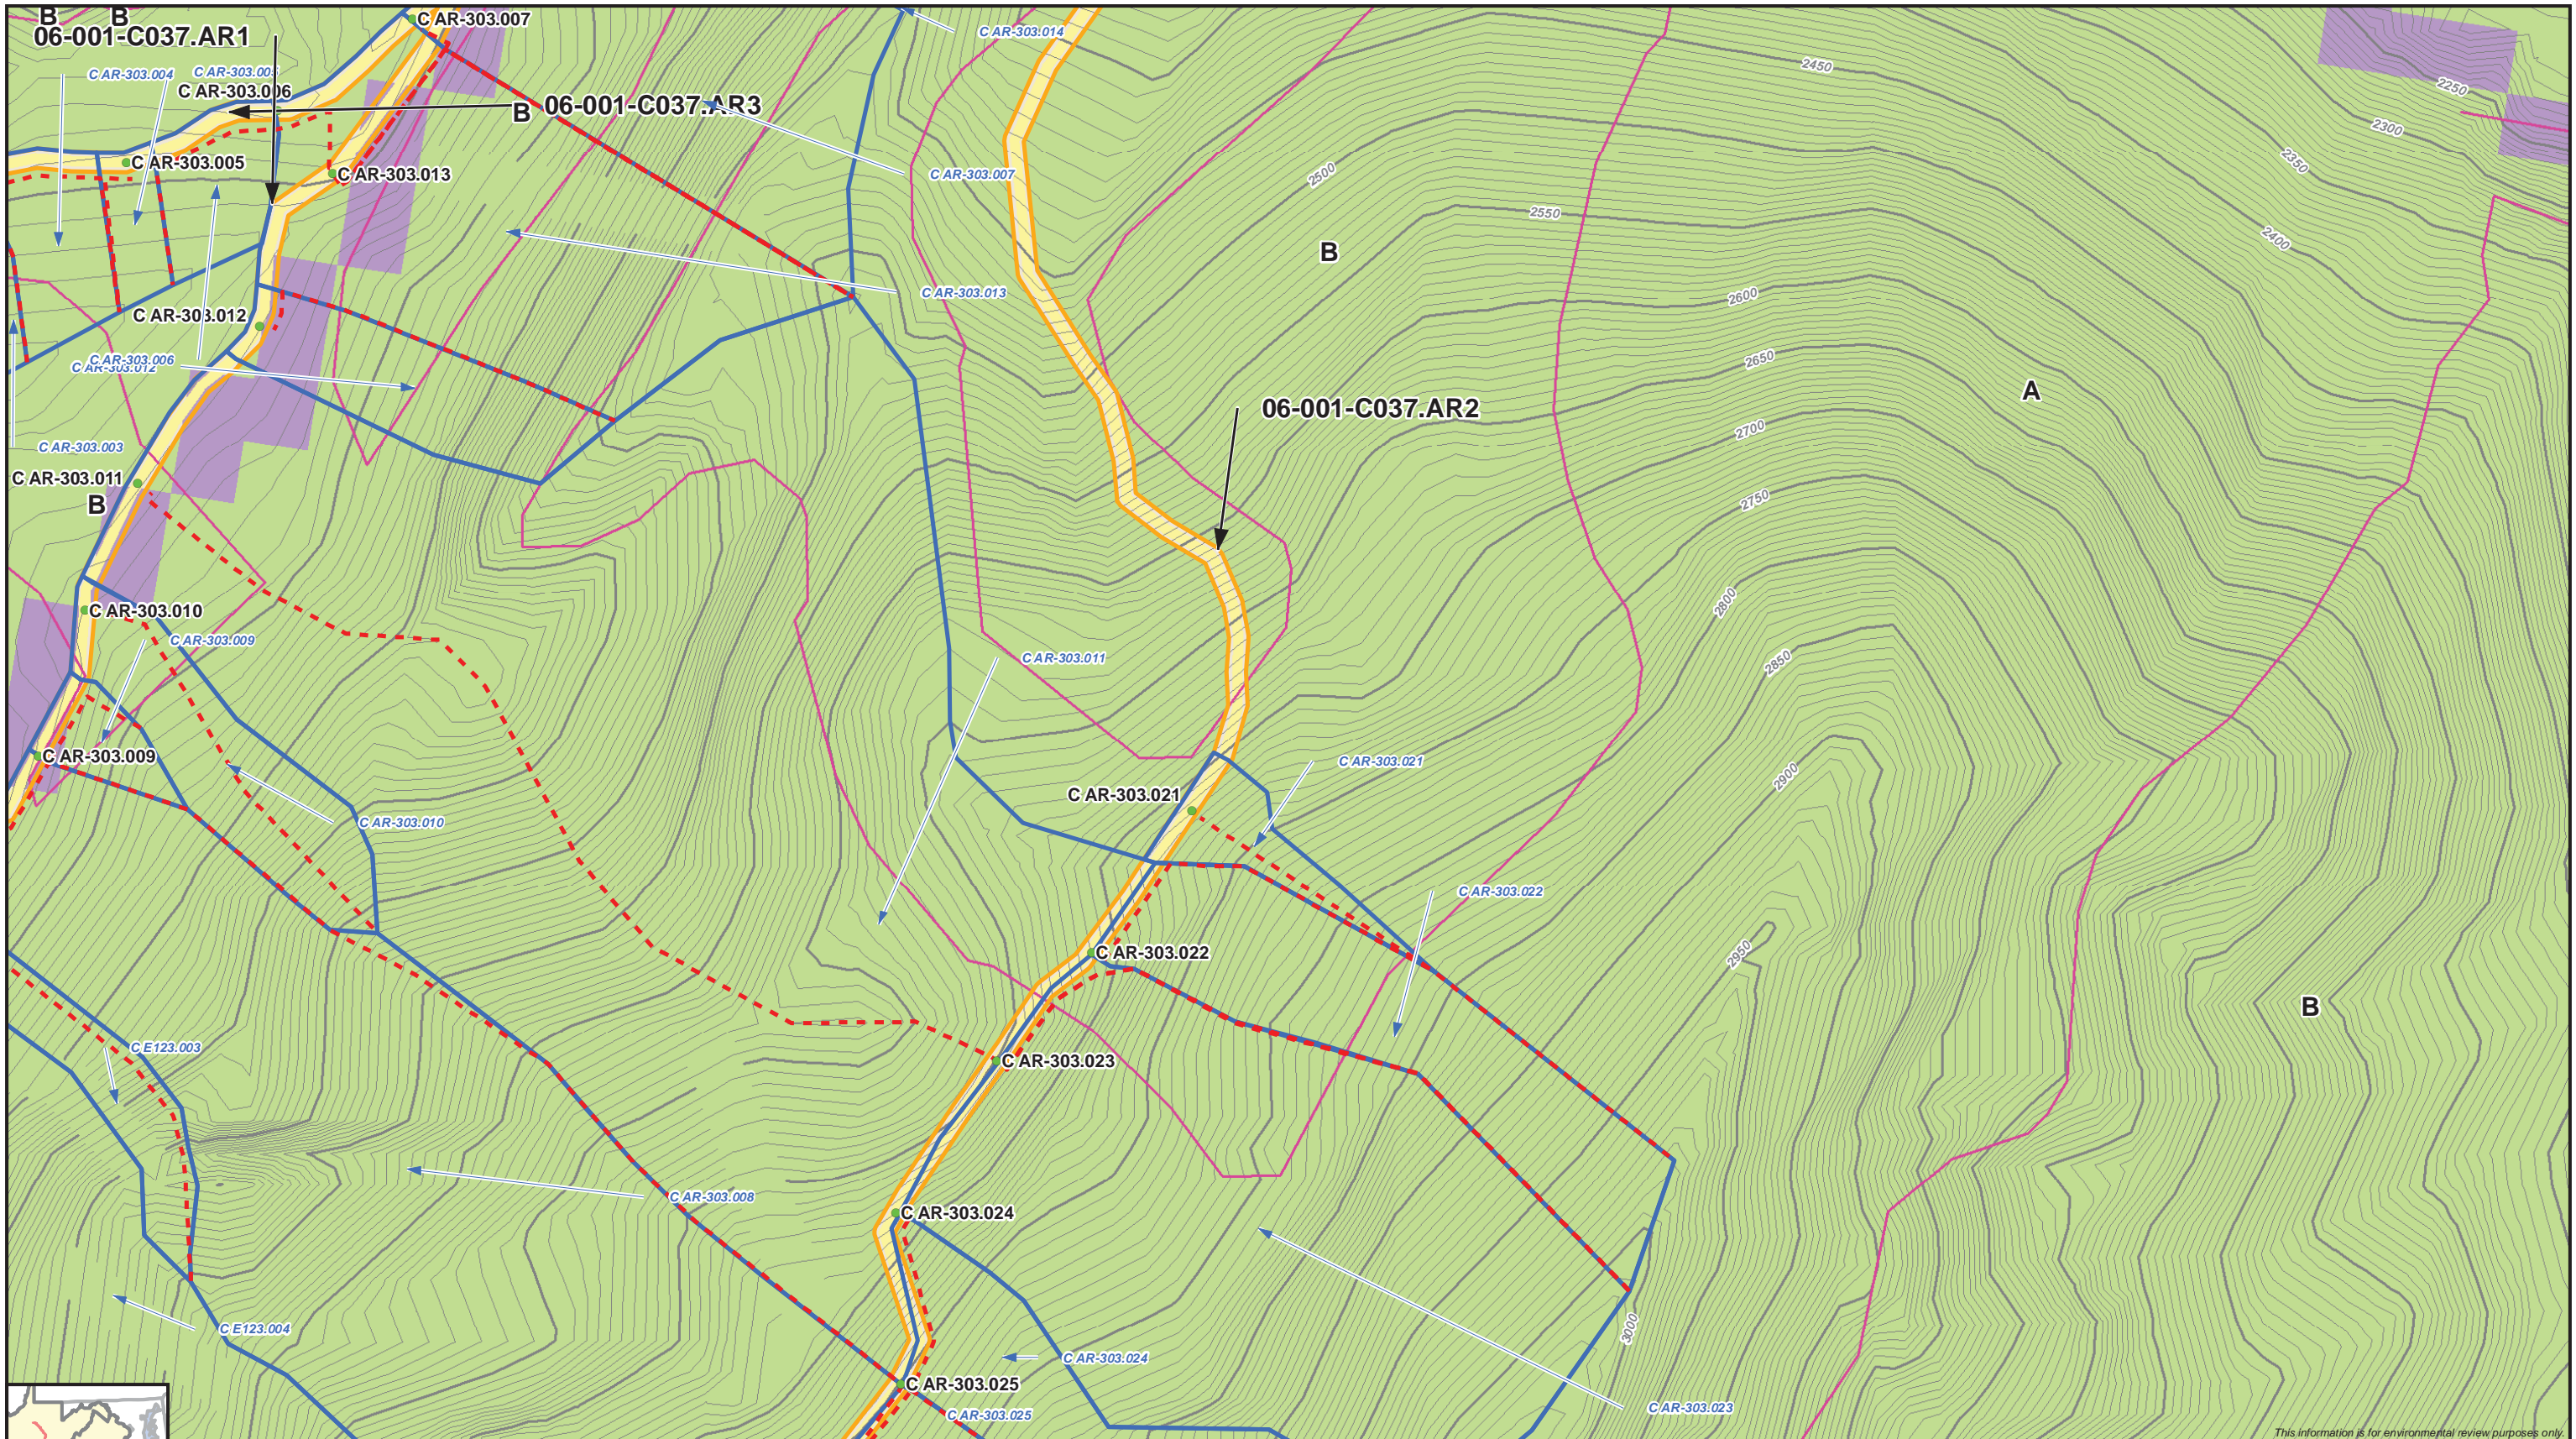 B
B
C AR-303.007
06-001-C037.AR1
C AR-303.014
C AR-303.004
C AR-303.005
C AR-303.006
06-001-C037.AR3
B
2450
2250
2300
2350
C AR-303.005
C AR-303.013
C AR-303.007
2500
2550
B
2400
C AR-303.013
C AR-303.012
2600
C AR-303.006
C AR-303.012
2650
A
06-001-C037.AR2
2700
C AR-303.003
C AR-303.011
B
2750
C AR-303.010
2800
C AR-303.009
C AR-303.011
2850
C AR-303.009
C AR-303.021
2900
C AR-303.021
C AR-303.010
C AR-303.022
C AR-303.022
2950
B
C E123.003
C AR-303.023
C AR-303.008
C AR-303.024
C E123.004
3000
C AR-303.024
C AR-303.025
C AR-303.023
C AR-303.025
This information is for environmental review purposes only.